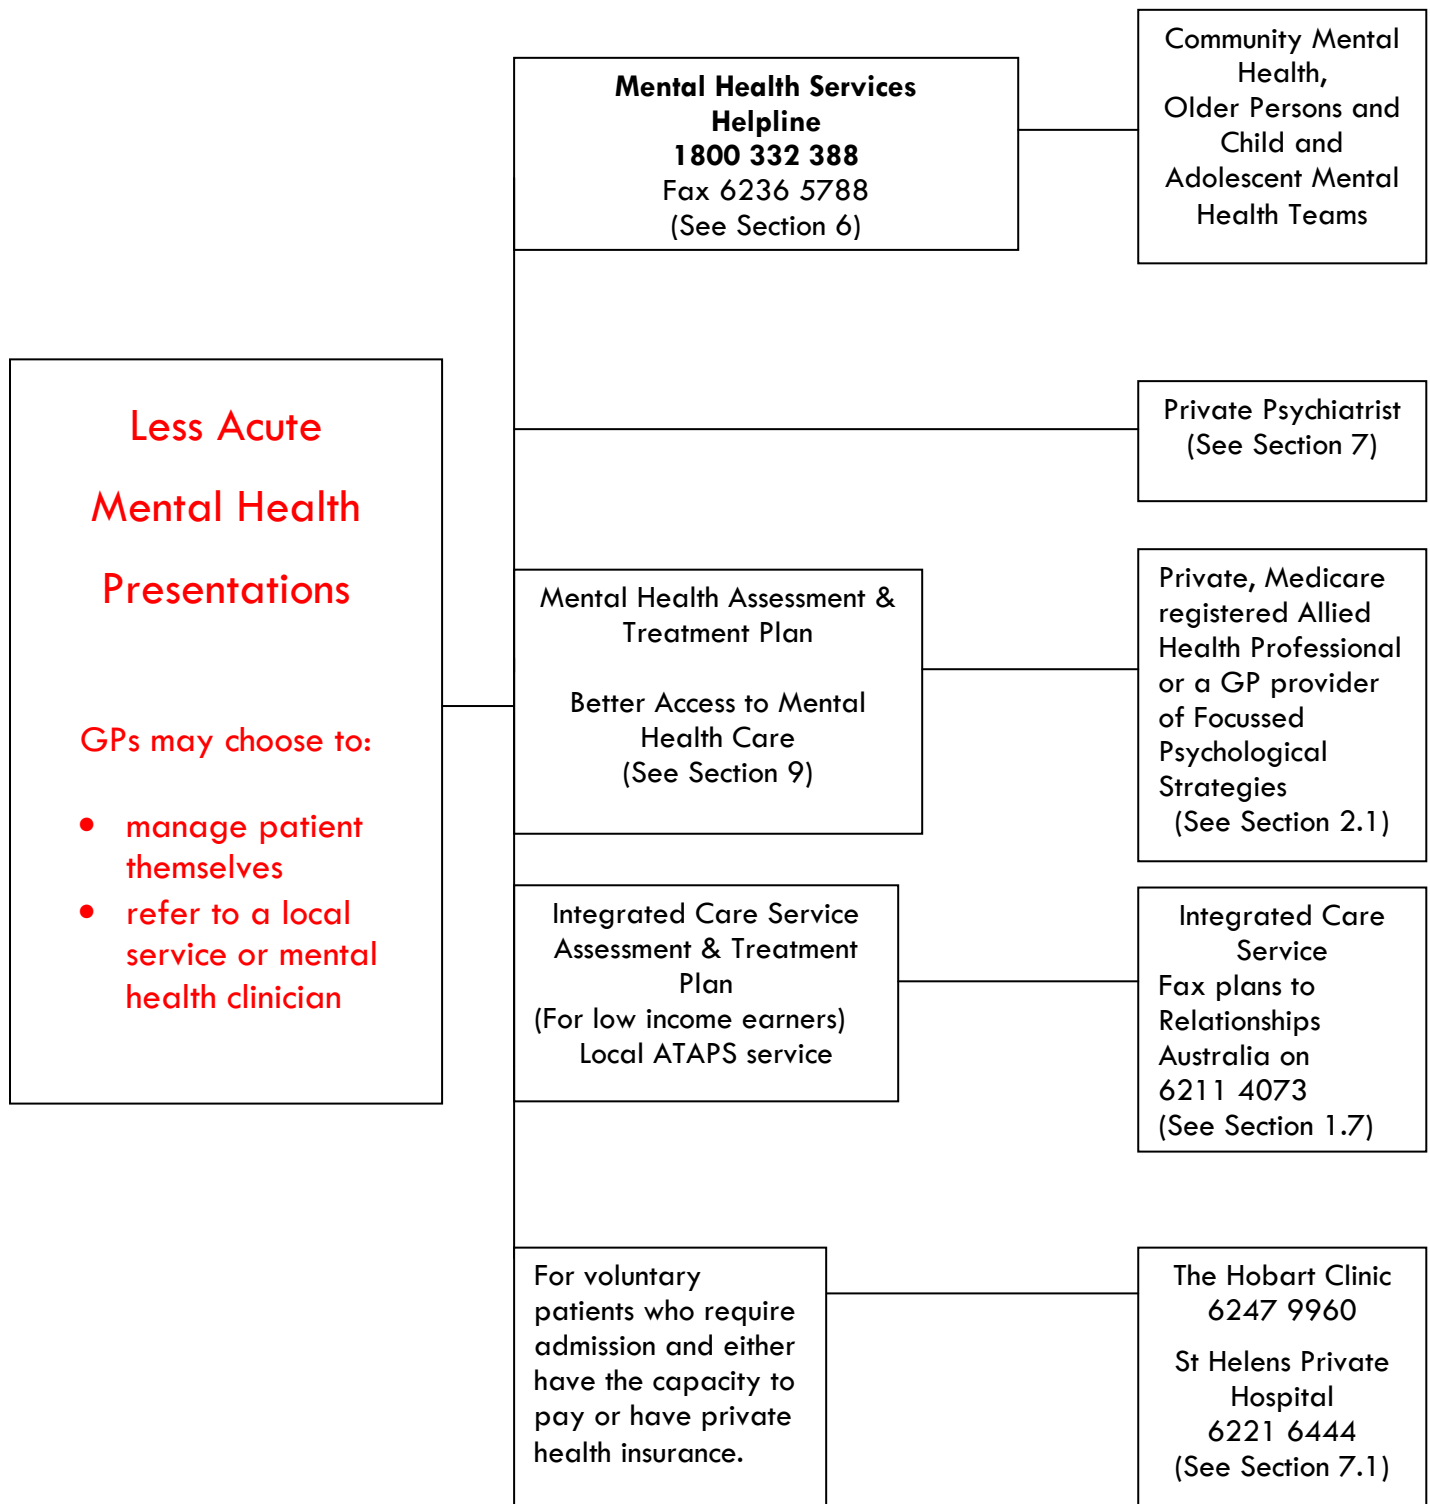 Less Acute
Mental Health
Presentations
GPs may choose to:
• manage patient
themselves
• refer to a local
service or mental
health clinician
Mental Health Services
Helpline
1800 332 388
Fax 6236 5788
(See Section 6)
Community Mental
Health,
Older Persons and
Child and
Adolescent Mental
Health Teams
Private Psychiatrist
(See Section 7)
Mental Health Assessment &
Treatment Plan
Better Access to Mental
Health Care
(See Section 9)
Private, Medicare
registered Allied
Health Professional
or a GP provider
of Focussed
Psychological
Strategies
(See Section 2.1)
Integrated Care Service
Assessment & Treatment
Plan
(For low income earners)
Local ATAPS service
Integrated Care
Service
Fax plans to
Relationships
Australia on
6211 4073
(See Section 1.7)
For voluntary
patients who require
admission and either
have the capacity to
pay or have private
health insurance.
The Hobart Clinic
6247 9960
St Helens Private
Hospital
6221 6444
(See Section 7.1)